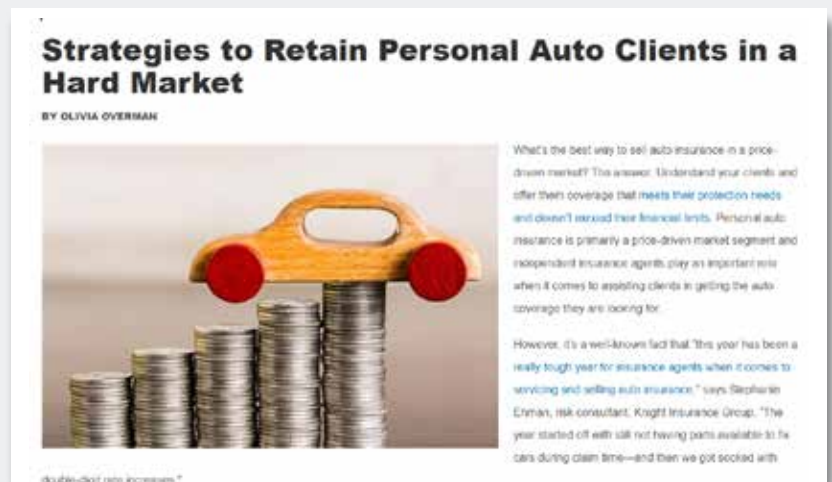 Strategies to Retain Personal Auto Clients in a
Hard Market
BY OLIVIA OVERMAN
What's the best way to sell auto insurance in a price-
driven market? The answer: Understand your clients and
offer them coverage that meets their protection needs
and doesn't exceed their financial limits. Personal auto
insurance is primarily a price-driven market segment and
independent insurance agents play an important role
when it comes to assisting clients in getting the auto
coverage they are looking for.
However, it's a well-known fact that "this year has been a
really tough year for insurance agents when it comes to
servicing and selling auto insurance," says Stephanie
Erman, risk consultant, Knight Insurance Group. "The
year started off with still not having parts available to fix
cars during claim time—and then we got socked with
double-digit rate increases."